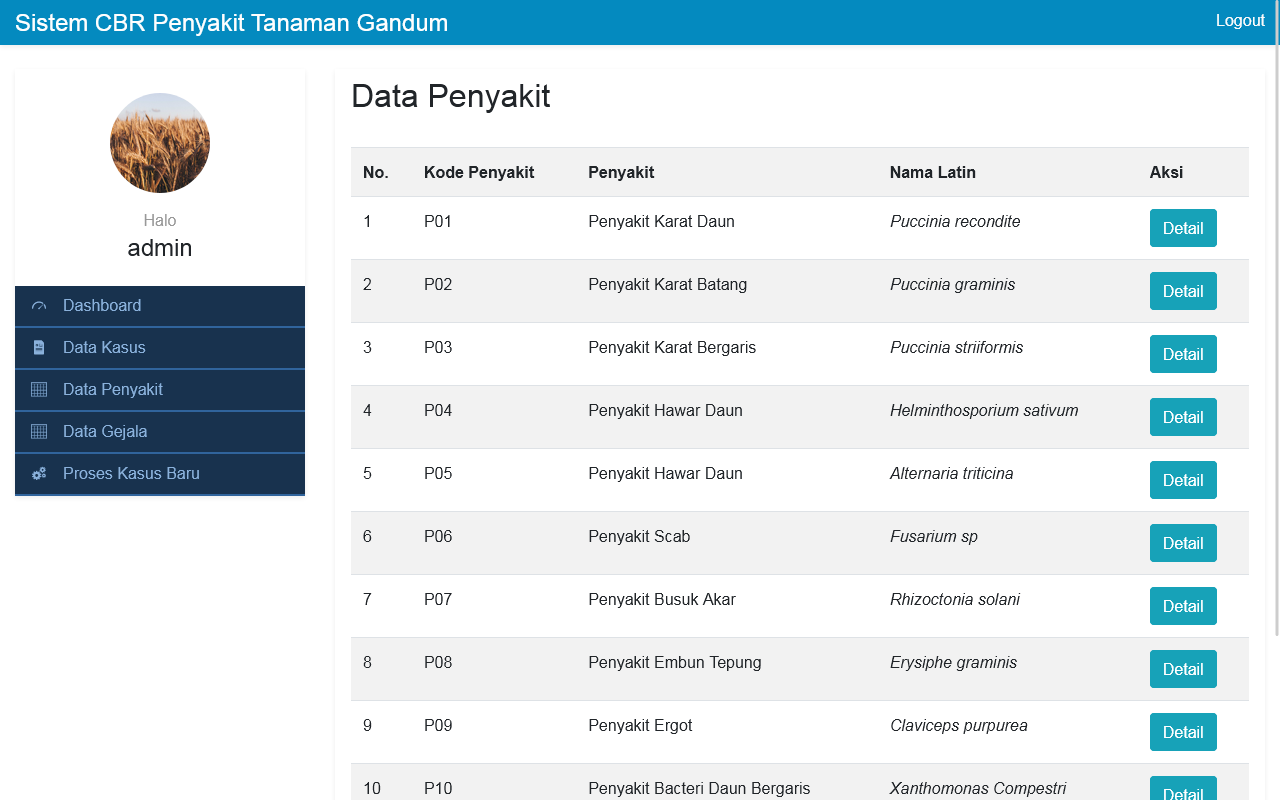 Sistem CBR Penyakit Tanaman Gandum
Logout
Halo
admin
Dashboard
Data Kasus
Data Penyakit
Data Gejala
Proses Kasus Baru
Data Penyakit
No. Kode Penyakit Penyakit Nama Latin Aksi
1 P01 Penyakit Karat Daun Puccinia recondite Detail
2 P02 Penyakit Karat Batang Puccinia graminis Detail
3 P03 Penyakit Karat Bergaris Puccinia striiformis Detail
4 P04 Penyakit Hawar Daun Helminthosporium sativum Detail
5 P05 Penyakit Hawar Daun Alternaria triticina Detail
6 P06 Penyakit Scab Fusarium sp Detail
7 P07 Penyakit Busuk Akar Rhizoctonia solani Detail
8 P08 Penyakit Embun Tepung Erysiphe graminis Detail
9 P09 Penyakit Ergot Claviceps purpurea Detail
10 P10 Penyakit Bacteri Daun Bergaris Xanthomonas Compestri Detail